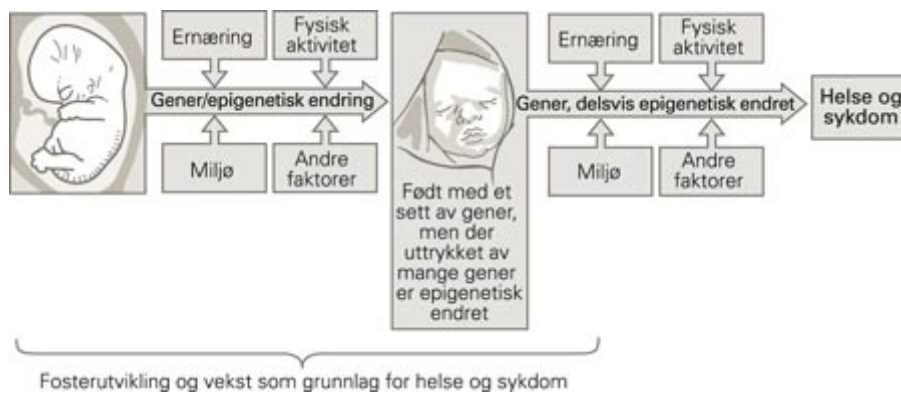 Ernæring
Fysisk
aktivitet
Gener/epigenetisk endring
Miljø
Andre
faktorer
Født med et
sett av gener,
men der
uttrykket av
mange gener
er epigenetisk
endret
Ernæring
Fysisk
aktivitet
Gener, delsvis epigenetisk endret
Miljø
Andre
faktorer
Helse og
sykdom
Fosterutvikling og vekst som grunnlag for helse og sykdom